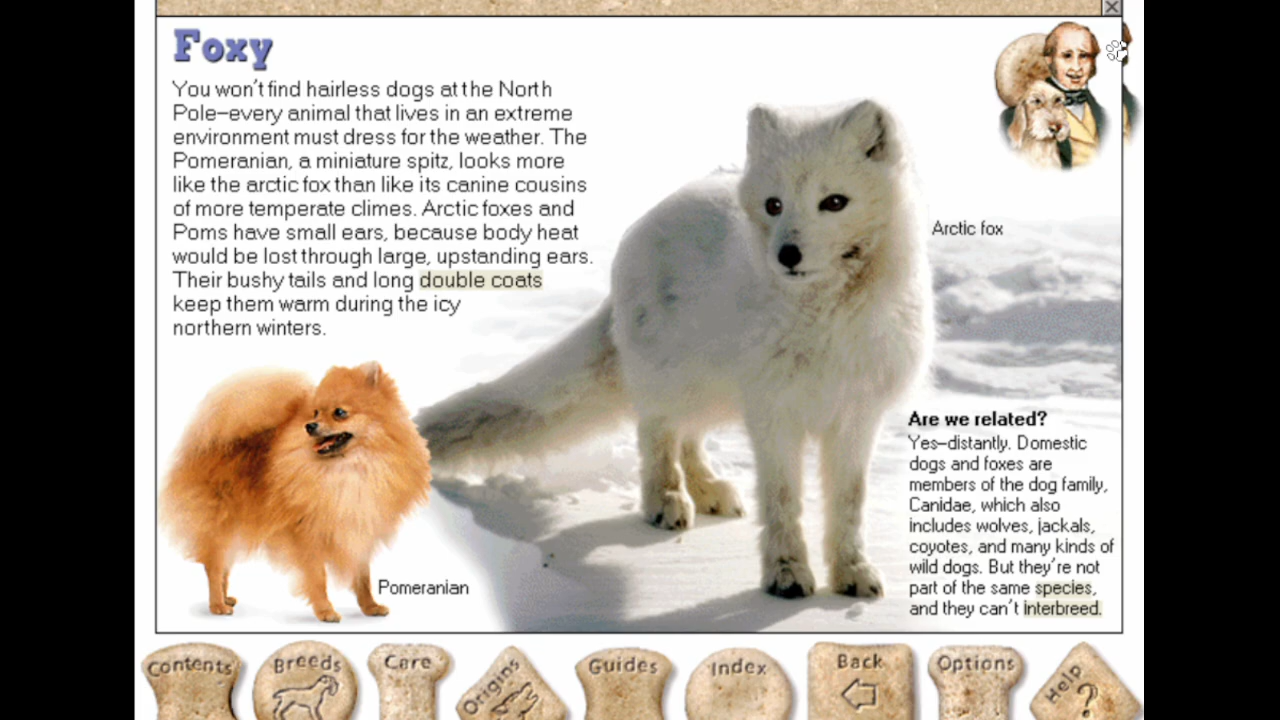 Foxy
You won't find hairless dogs at the North
Pole–every animal that lives in an extreme
environment must dress for the weather. The
Pomeranian, a miniature spitz, looks more
like the arctic fox than like its canine cousins
of more temperate climes. Arctic foxes and
Poms have small ears, because body heat
would be lost through large, upstanding ears.
Their bushy tails and long double coats
keep them warm during the icy
northern winters.
Arctic fox
Are we related?
Yes–distantly. Domestic
dogs and foxes are
members of the dog family,
Canidae, which also
includes wolves, jackals,
coyotes, and many kinds of
wild dogs. But they're not
part of the same species,
and they can't interbreed.
Pomeranian
Contents
Breeds
Care
Origins
Guides
Index
Back
Options
Help
?